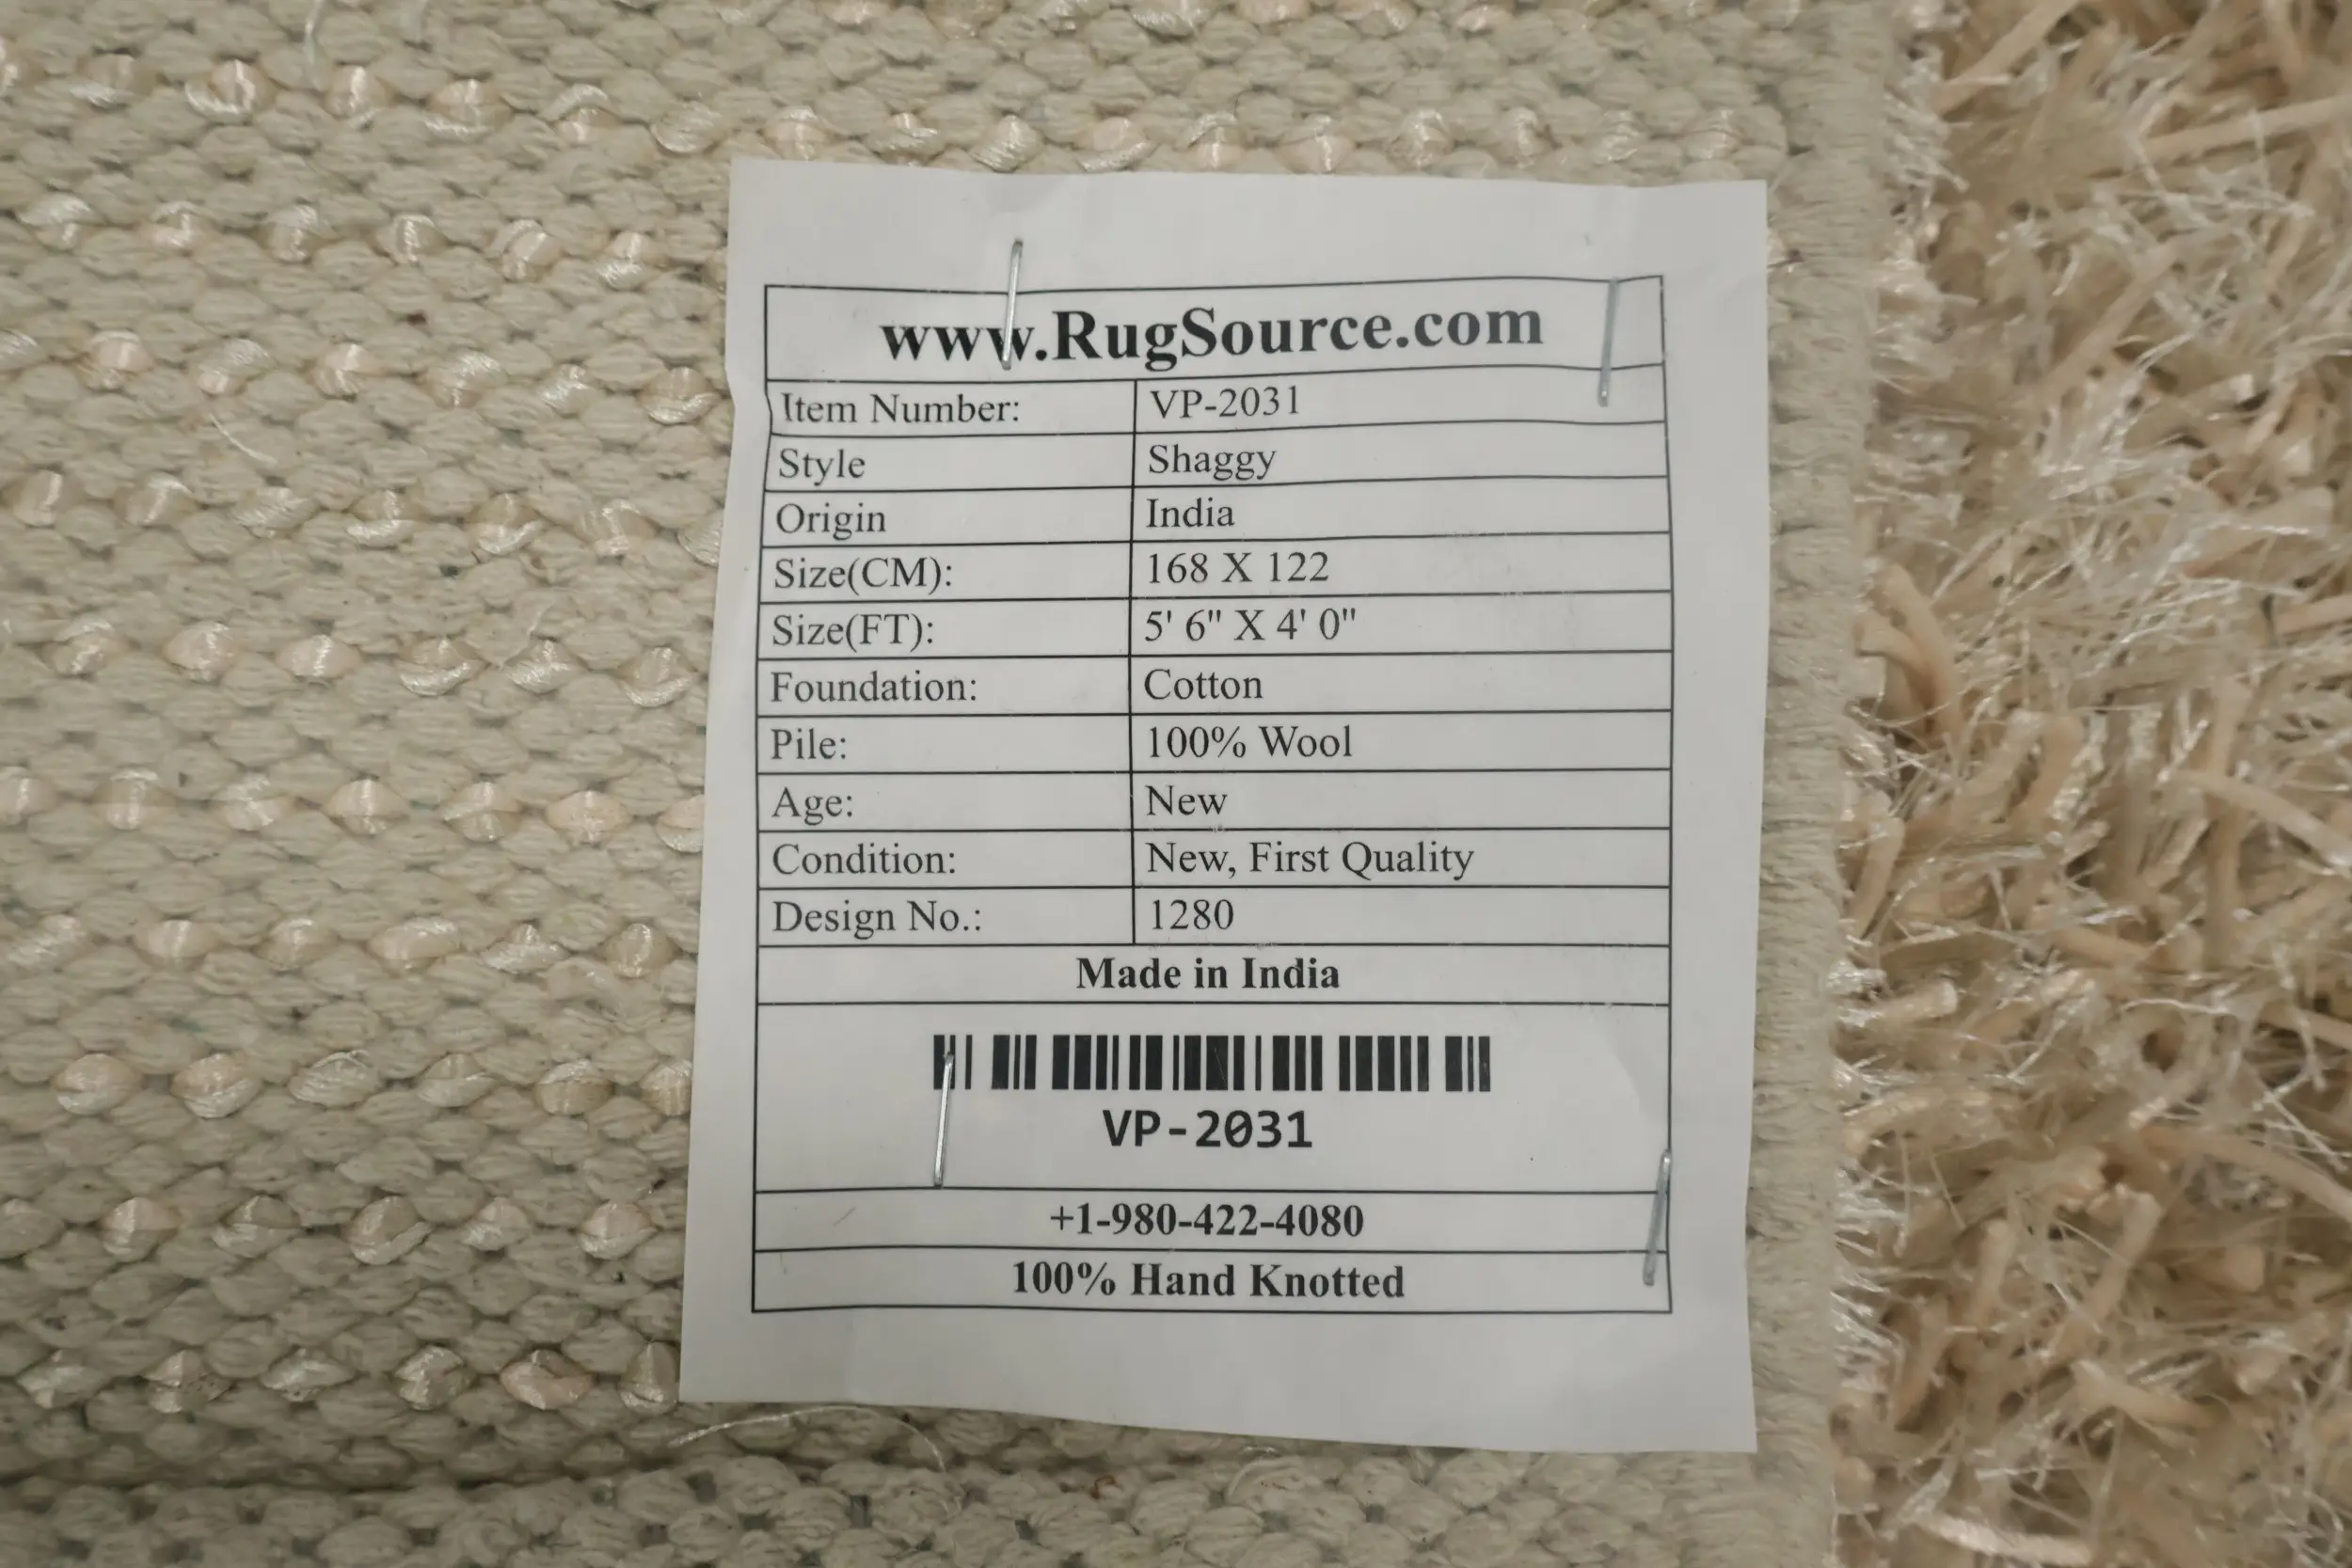 www.RugSource.com
Item Number: VP-2031
Style Shaggy
Origin India
Size(CM): 168 X 122
Size(FT): 5' 6" X 4' 0"
Foundation: Cotton
Pile: 100% Wool
Age: New
Condition: New, First Quality
Design No.: 1280
Made in India
VP-2031
+1-980-422-4080
100% Hand Knotted